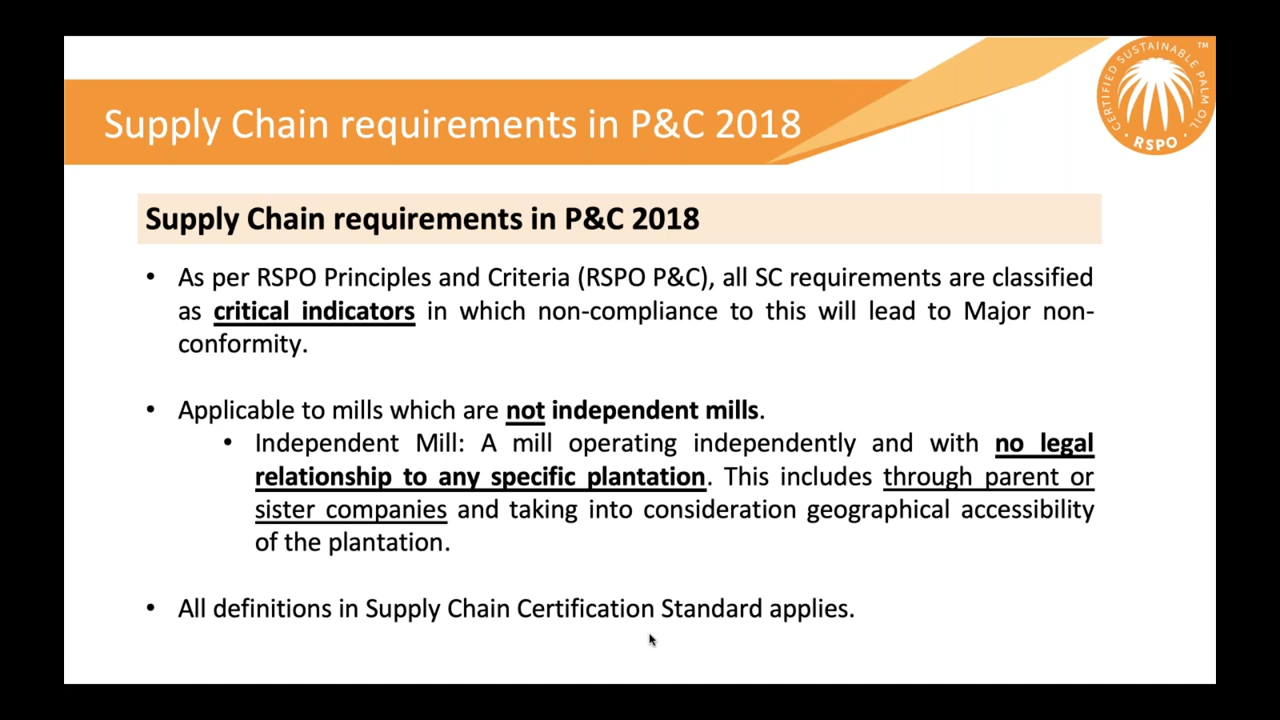 Supply Chain requirements in P&C 2018
CERTIFIED SUSTAINABLE PALM OIL
TM
RSPO
Supply Chain requirements in P&C 2018
• As per RSPO Principles and Criteria (RSPO P&C), all SC requirements are classified
as critical indicators in which non-compliance to this will lead to Major non-
conformity.
• Applicable to mills which are not independent mills.
• Independent Mill: A mill operating independently and with no legal
relationship to any specific plantation. This includes through parent or
sister companies and taking into consideration geographical accessibility
of the plantation.
• All definitions in Supply Chain Certification Standard applies.